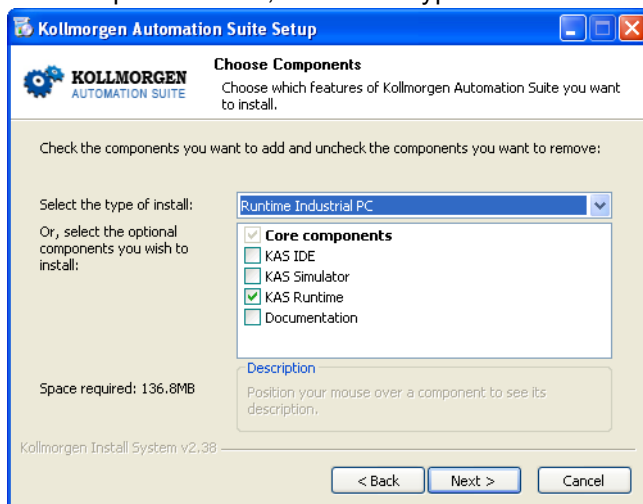 Kollmorgen Automation Suite Setup
KOLLMORGEN
AUTOMATION SUITE
Choose Components
Choose which features of Kollmorgen Automation Suite you want
to install.
Check the components you want to add and uncheck the components you want to remove:
Select the type of install:
Runtime Industrial PC
Or, select the optional
components you wish to
install:
Core components
KAS IDE
KAS Simulator
KAS Runtime
Documentation
Space required: 136.8MB
Description
Position your mouse over a component to see its
description.
Kollmorgen Install System v2.38
< Back
Next >
Cancel